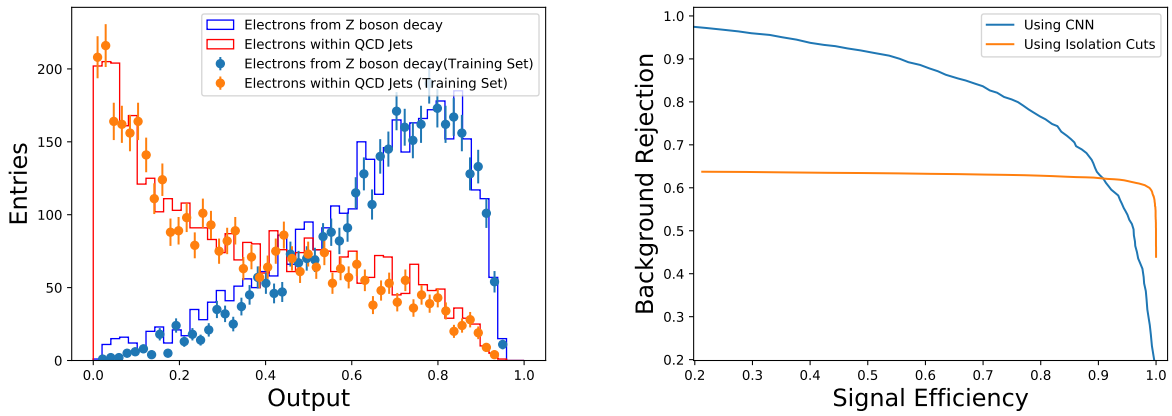 Electrons from Z boson decay
Electrons within QCD Jets
Electrons from Z boson decay(Training Set)
Electrons within QCD Jets (Training Set)
200
150
100
50
0
Entries
0.0 0.2 0.4 0.6 0.8 1.0
Output
Using CNN
Using Isolation Cuts
1.0
0.9
0.8
0.7
0.6
0.5
0.4
0.3
0.2
Background Rejection
0.2 0.3 0.4 0.5 0.6 0.7 0.8 0.9 1.0
Signal Efficiency